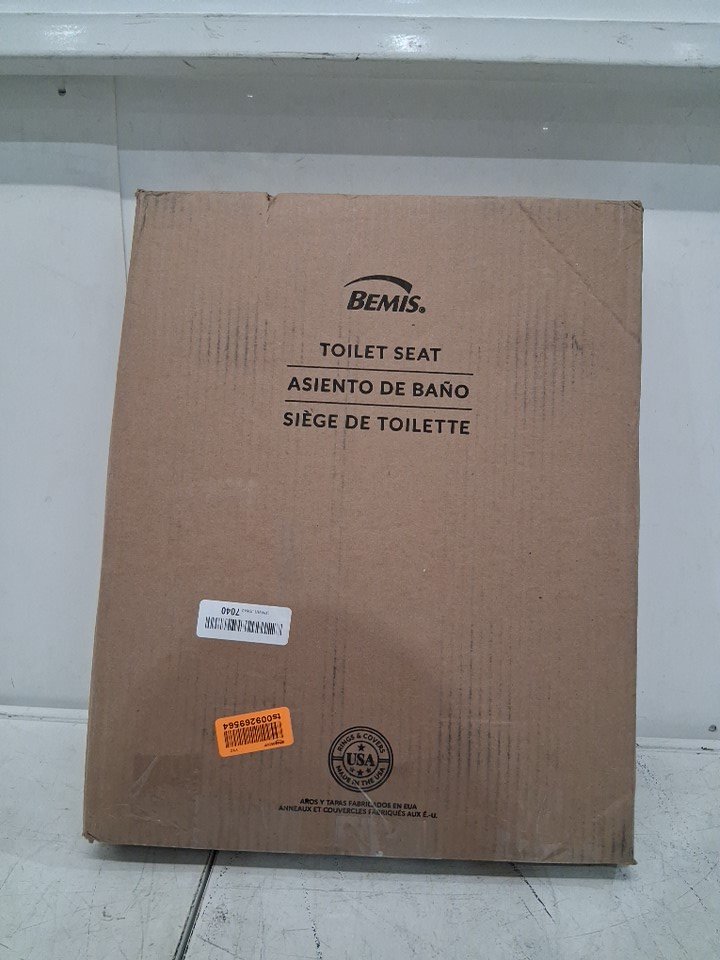 BEMIS®
TOILET SEAT
ASIENTO DE BAÑO
SIÈGE DE TOILETTE
7040
ts0092699564
RINGS & COVERS
USA
MADE IN THE USA
AROS Y TAPAS FABRICADOS EN EUA
ANNEAUX ET COUVERCLES FABRIQUÉS AUX É.-U.